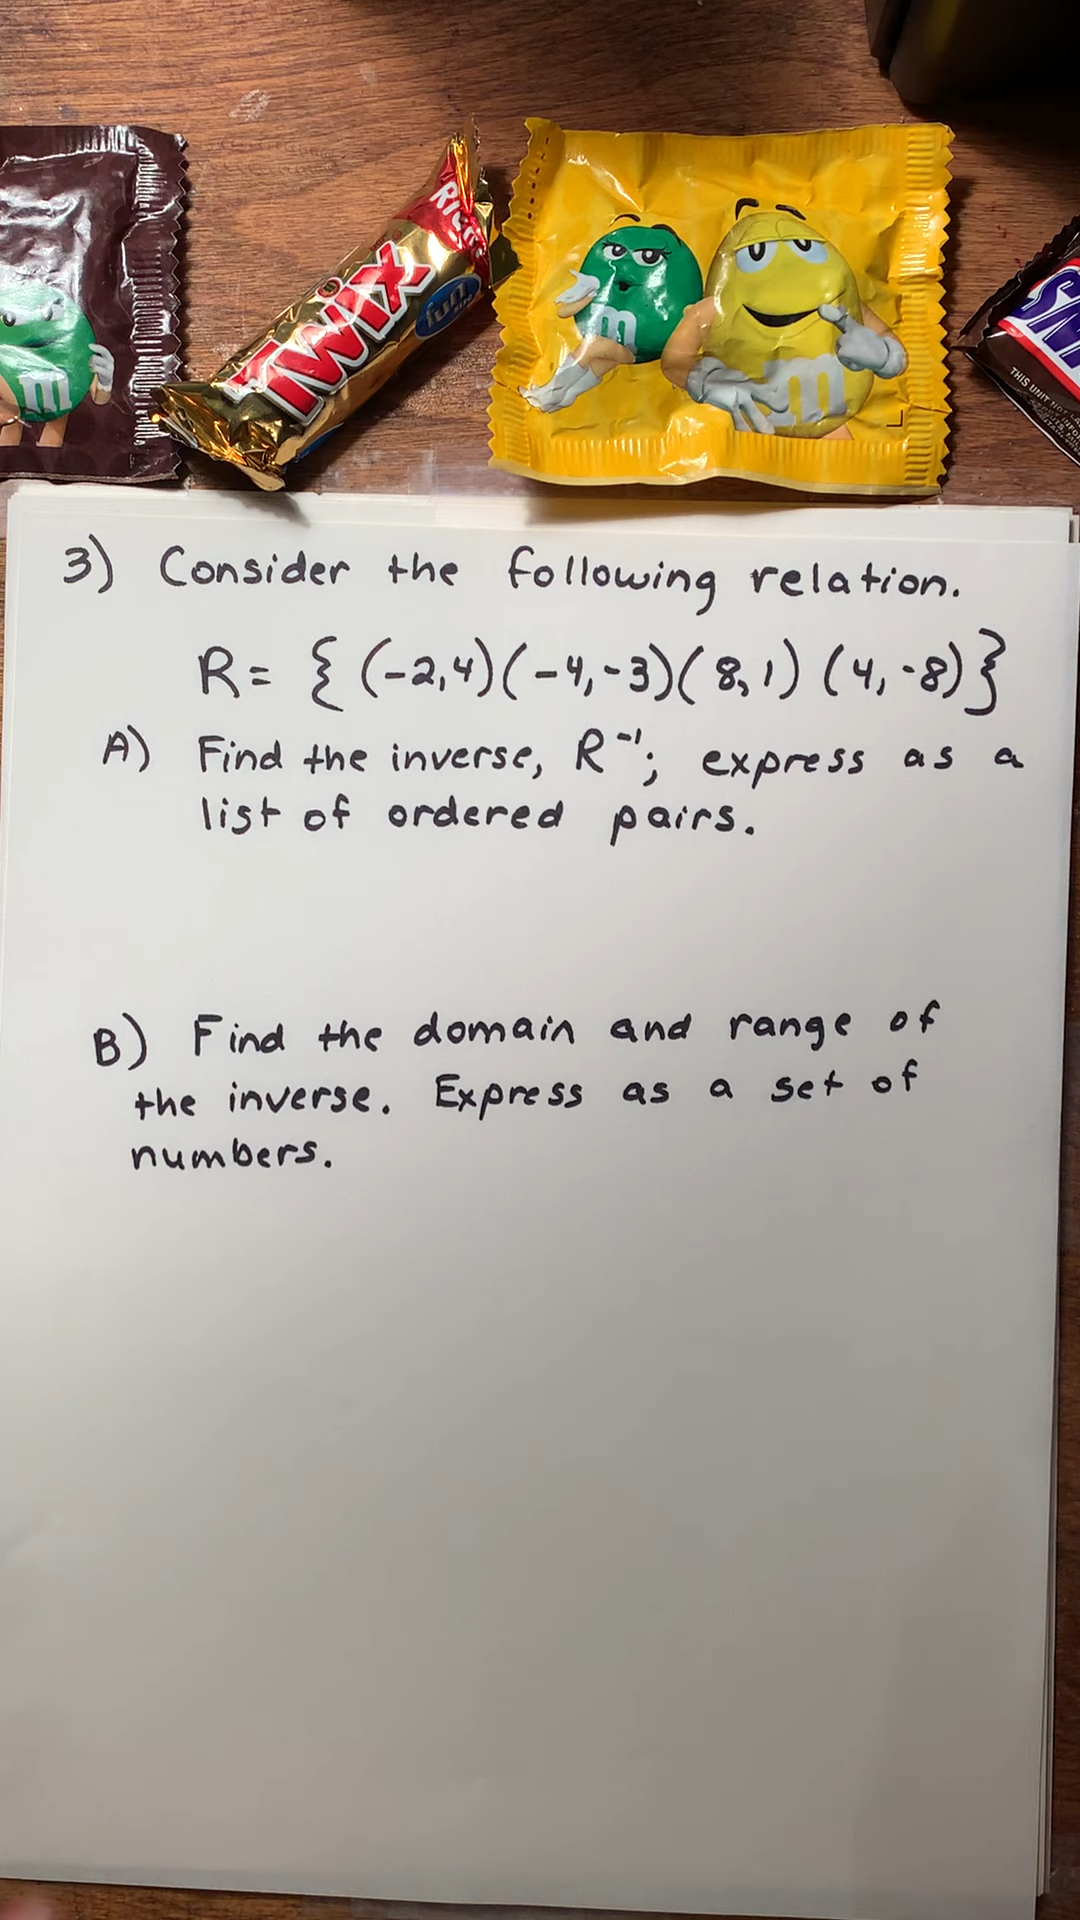 RIGHT
TWIX
fun
size
m
m
m
THIS UNIT NOT
3) Consider the following relation.
R = { (-2,4)(-4,-3)(8,1) (4,-8)}
A) Find the inverse, R⁻¹; express as a
list of ordered pairs.
B) Find the domain and range of
the inverse. Express as a set of
numbers.